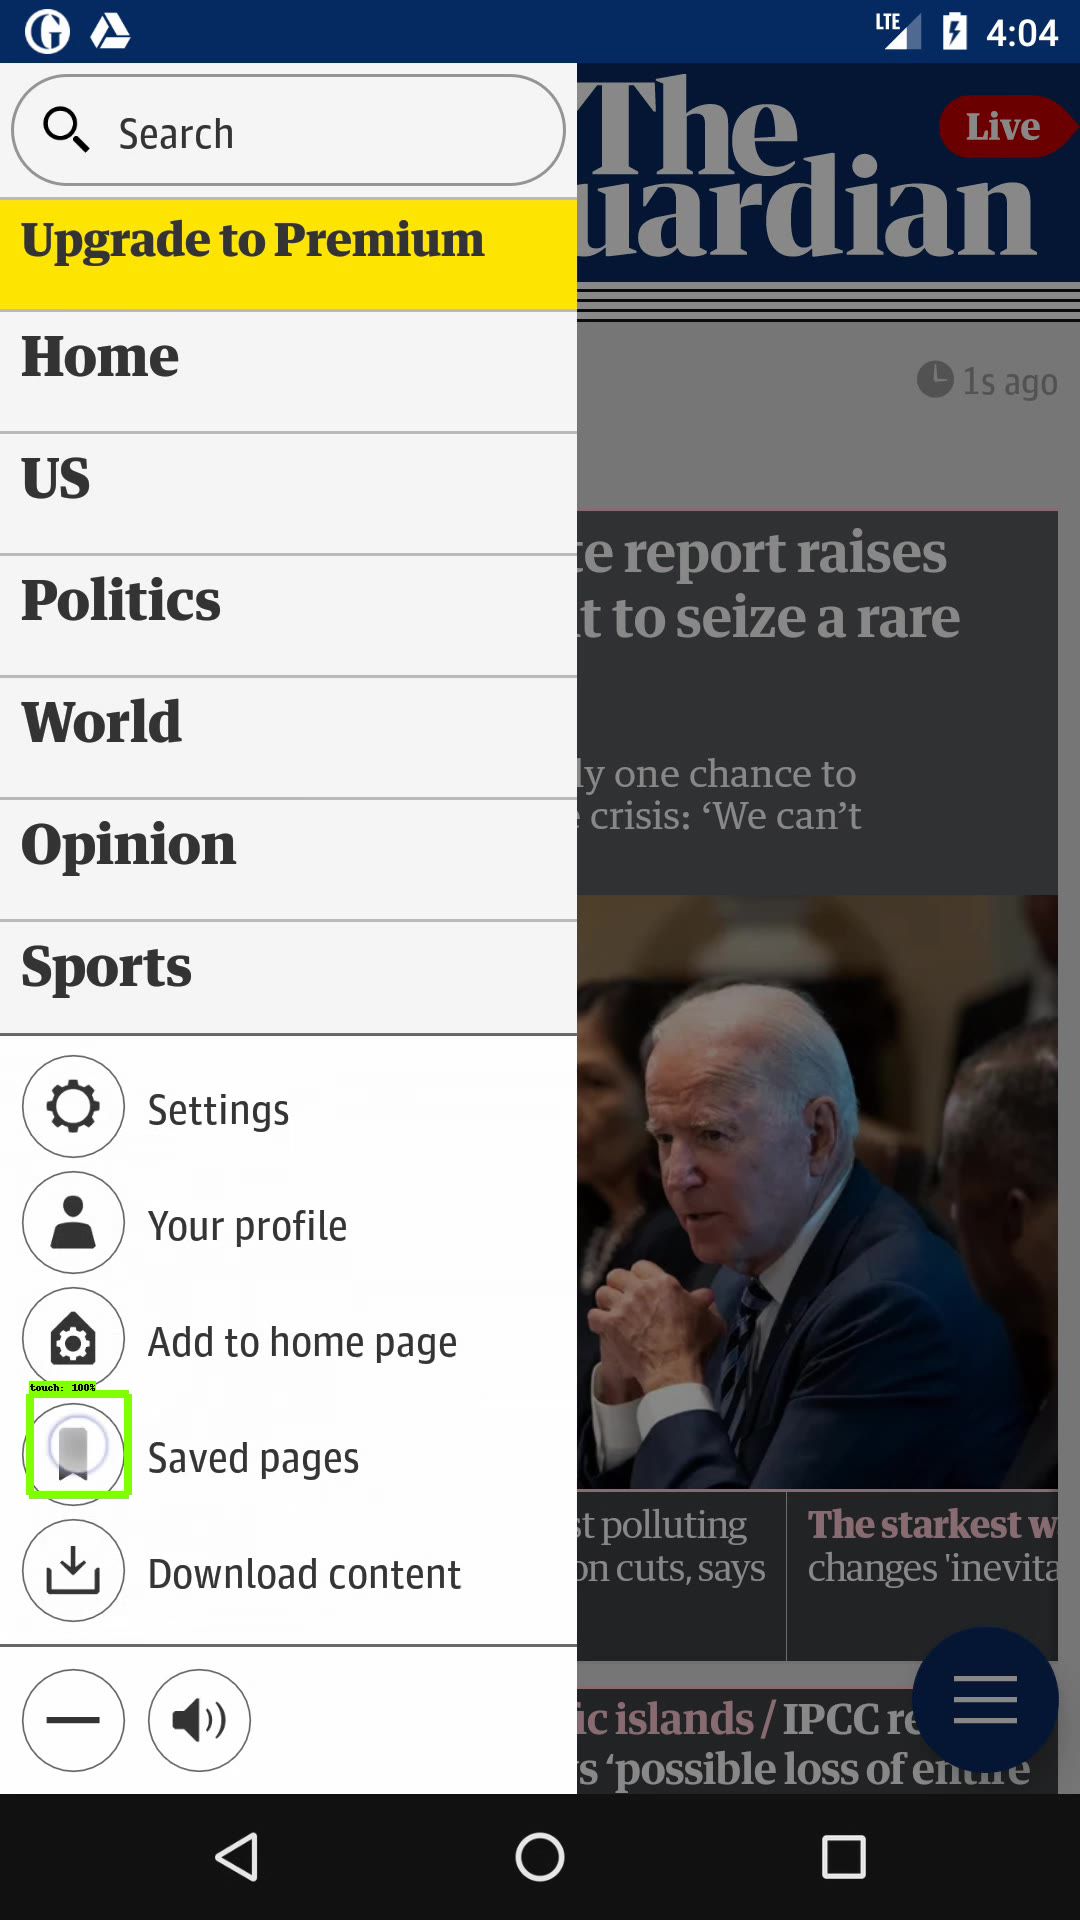 LTE 4:04
Search
The
uardian
Live
Upgrade to Premium
Home
1s ago
US
te report raises
Politics
t to seize a rare
World
ly one chance to
crisis: ‘We can’t
Opinion
Sports
Settings
Your profile
Add to home page
touch: 100%
Saved pages
Download content
st polluting
on cuts, says
The starkest w
changes 'inevita
ic islands / IPCC re
s ‘possible loss of entire